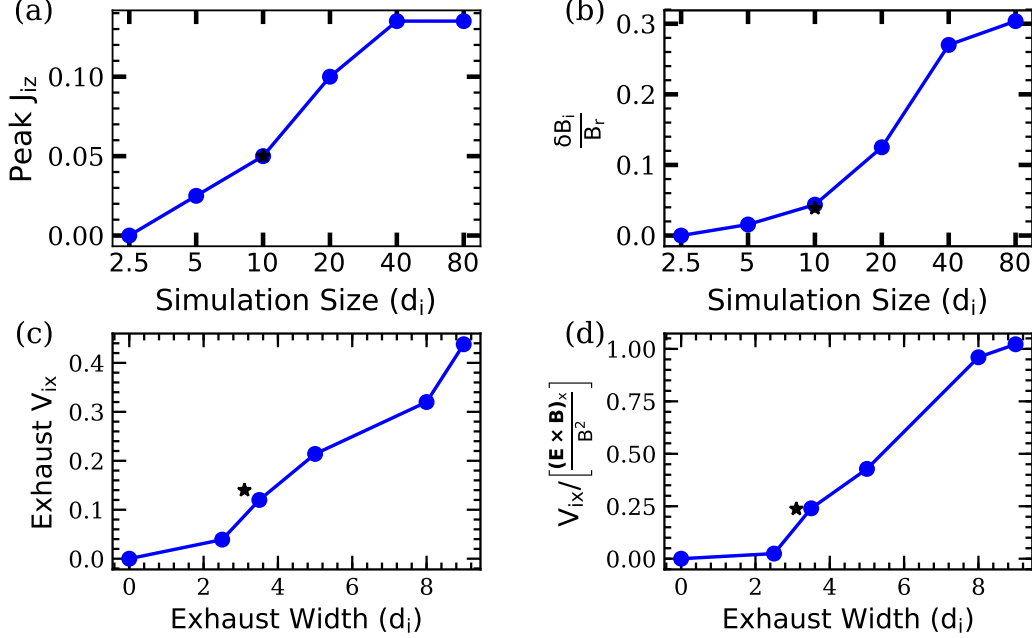 (a)
Peak J_iz
0.10
0.05
0.00
2.5 5 10 20 40 80
Simulation Size (d_i)
(b)
δB_i
B_r
0.3
0.2
0.1
0.0
2.5 5 10 20 40 80
Simulation Size (d_i)
(c)
Exhaust V_ix
0.4
0.3
0.2
0.1
0.0
0 2 4 6 8
Exhaust Width (d_i)
(d)
V_ix/[(E × B)_x / B^2]
1.00
0.75
0.50
0.25
0.00
0 2 4 6 8
Exhaust Width (d_i)